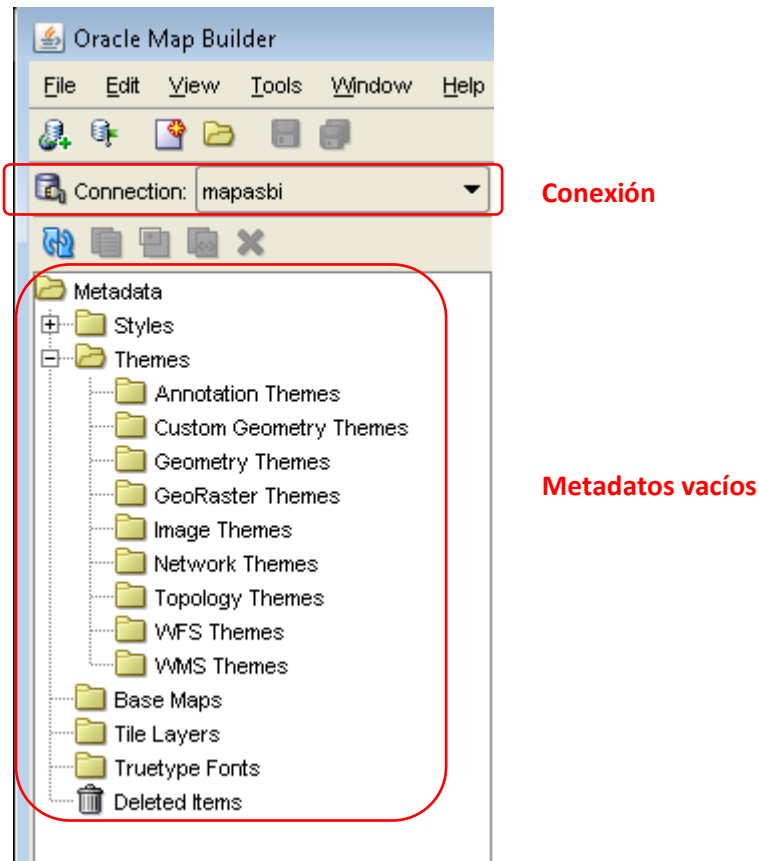 Oracle Map Builder
File Edit View Tools Window Help
Connection: mapasbi
Conexión
Metadata
Styles
Themes
Annotation Themes
Custom Geometry Themes
Geometry Themes
GeoRaster Themes
Metadatos vacíos
Image Themes
Network Themes
Topology Themes
WFS Themes
WMS Themes
Base Maps
Tile Layers
Truetype Fonts
Deleted Items